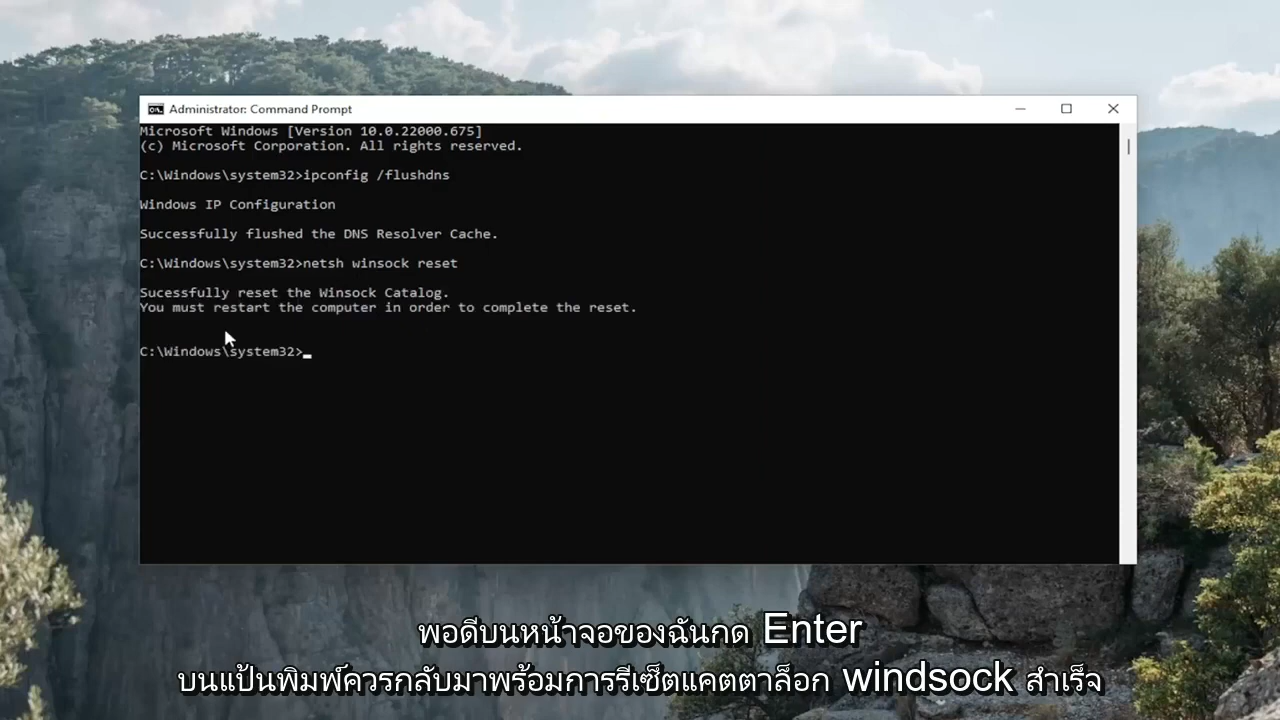 Administrator: Command Prompt
Microsoft Windows [Version 10.0.22000.675]
(c) Microsoft Corporation. All rights reserved.
C:\Windows\system32>ipconfig /flushdns
Windows IP Configuration
Successfully flushed the DNS Resolver Cache.
C:\Windows\system32>netsh winsock reset
Sucessfully reset the Winsock Catalog.
You must restart the computer in order to complete the reset.
C:\Windows\system32>
พอดีบนหน้าจอของฉันกด Enter
บนแป้นพิมพ์ควรกลับมาพร้อมการรีเซ็ตแคตตาล็อก windsock สำเร็จ